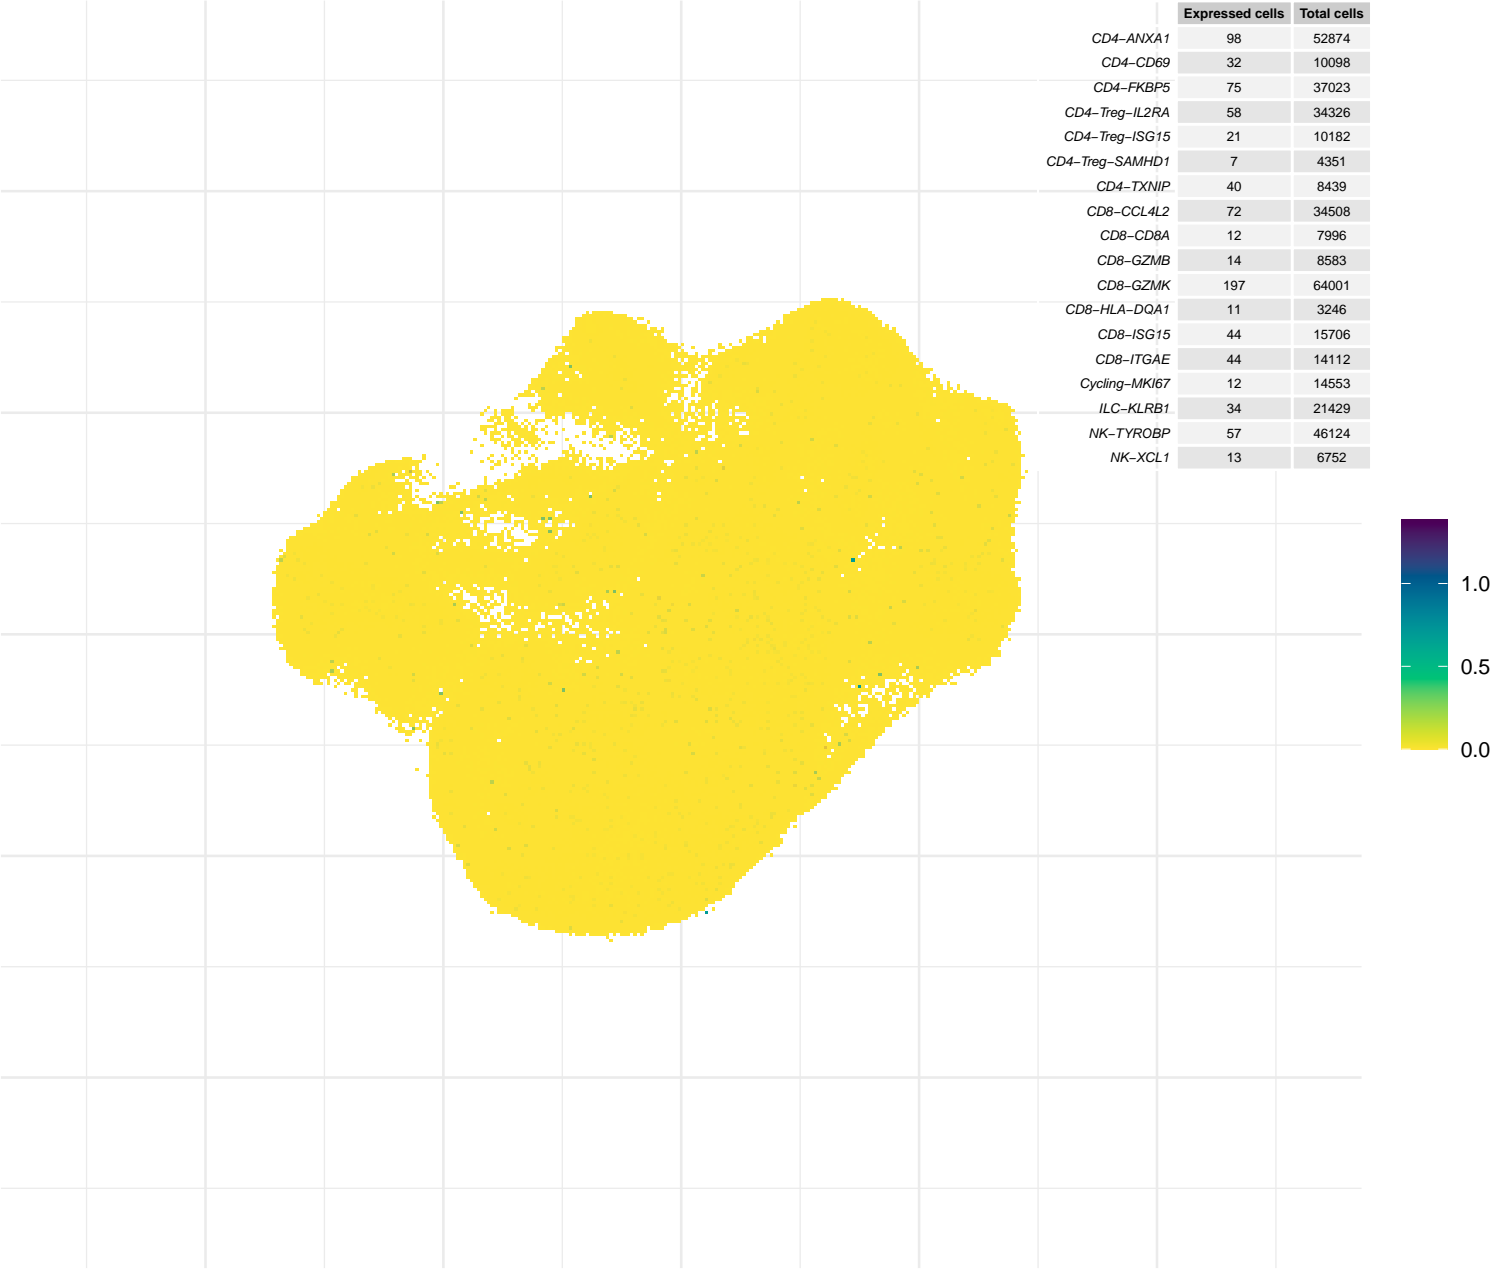 Expressed cells Total cells
CD4−ANXA1 98 52874
CD4−CD69 32 10098
CD4−FKBP5 75 37023
CD4−Treg−IL2RA 58 34326
CD4−Treg−ISG15 21 10182
CD4−Treg−SAMHD1 7 4351
CD4−TXNIP 40 8439
CD8−CCL4L2 72 34508
CD8−CD8A 12 7996
CD8−GZMB 14 8583
CD8−GZMK 197 64001
CD8−HLA−DQA1 11 3246
CD8−ISG15 44 15706
CD8−ITGAE 44 14112
Cycling−MKI67 12 14553
ILC−KLRB1 34 21429
NK−TYROBP 57 46124
NK−XCL1 13 6752
1.0
0.5
0.0